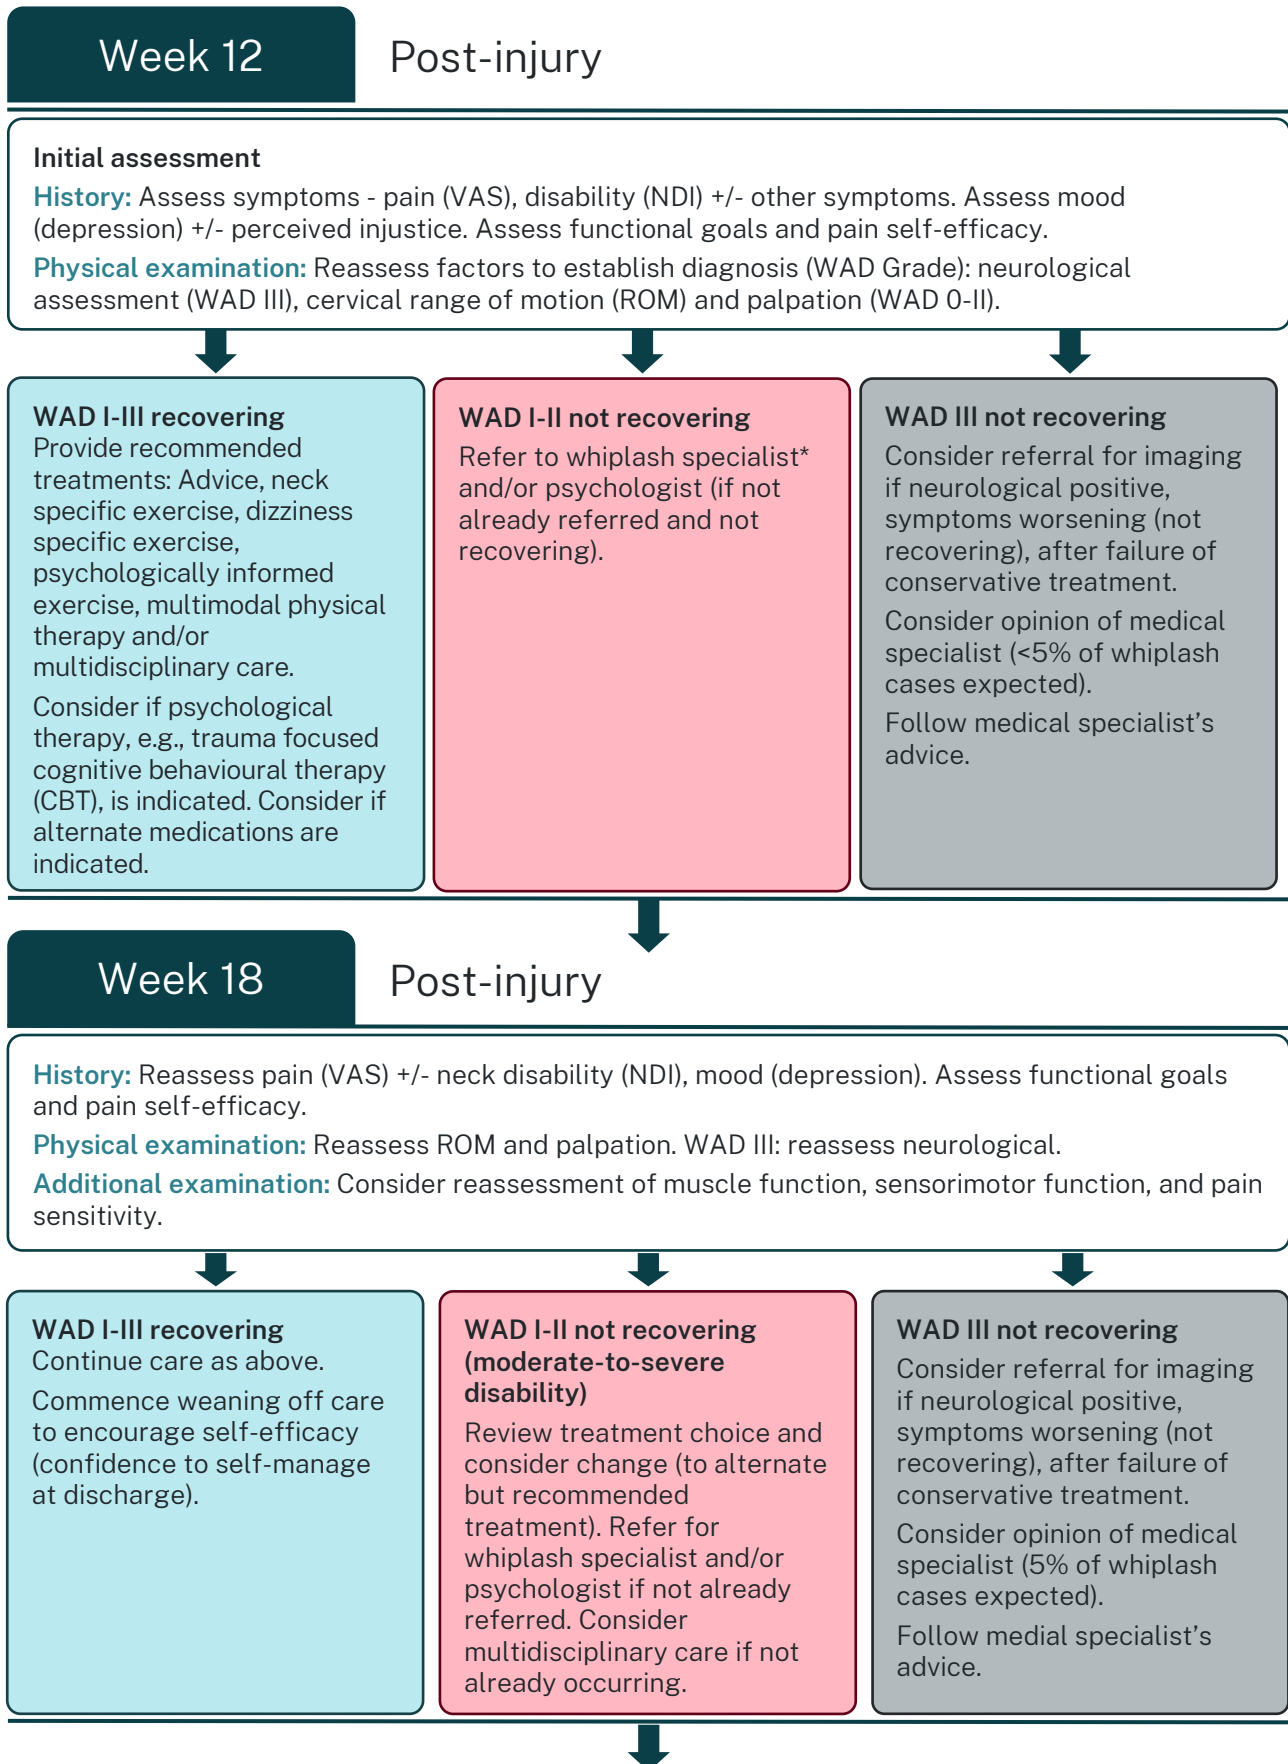 Week 12
Post-injury
Initial assessment
History: Assess symptoms - pain (VAS), disability (NDI) +/- other symptoms. Assess mood
(depression) +/- perceived injustice. Assess functional goals and pain self-efficacy.
Physical examination: Reassess factors to establish diagnosis (WAD Grade): neurological
assessment (WAD III), cervical range of motion (ROM) and palpation (WAD 0-II).
WAD I-III recovering
Provide recommended
treatments: Advice, neck
specific exercise, dizziness
specific exercise,
psychologically informed
exercise, multimodal physical
therapy and/or
multidisciplinary care.
Consider if psychological
therapy, e.g., trauma focused
cognitive behavioural therapy
(CBT), is indicated. Consider if
alternate medications are
indicated.
WAD I-II not recovering
Refer to whiplash specialist*
and/or psychologist (if not
already referred and not
recovering).
WAD III not recovering
Consider referral for imaging
if neurological positive,
symptoms worsening (not
recovering), after failure of
conservative treatment.
Consider opinion of medical
specialist (<5% of whiplash
cases expected).
Follow medical specialist's
advice.
Week 18
Post-injury
History: Reassess pain (VAS) +/- neck disability (NDI), mood (depression). Assess functional goals
and pain self-efficacy.
Physical examination: Reassess ROM and palpation. WAD III: reassess neurological.
Additional examination: Consider reassessment of muscle function, sensorimotor function, and pain
sensitivity.
WAD I-III recovering
Continue care as above.
Commence weaning off care
to encourage self-efficacy
(confidence to self-manage
at discharge).
WAD I-II not recovering
(moderate-to-severe
disability)
Review treatment choice and
consider change (to alternate
but recommended
treatment). Refer for
whiplash specialist and/or
psychologist if not already
referred. Consider
multidisciplinary care if not
already occurring.
WAD III not recovering
Consider referral for imaging
if neurological positive,
symptoms worsening (not
recovering), after failure of
conservative treatment.
Consider opinion of medical
specialist (5% of whiplash
cases expected).
Follow medial specialist's
advice.